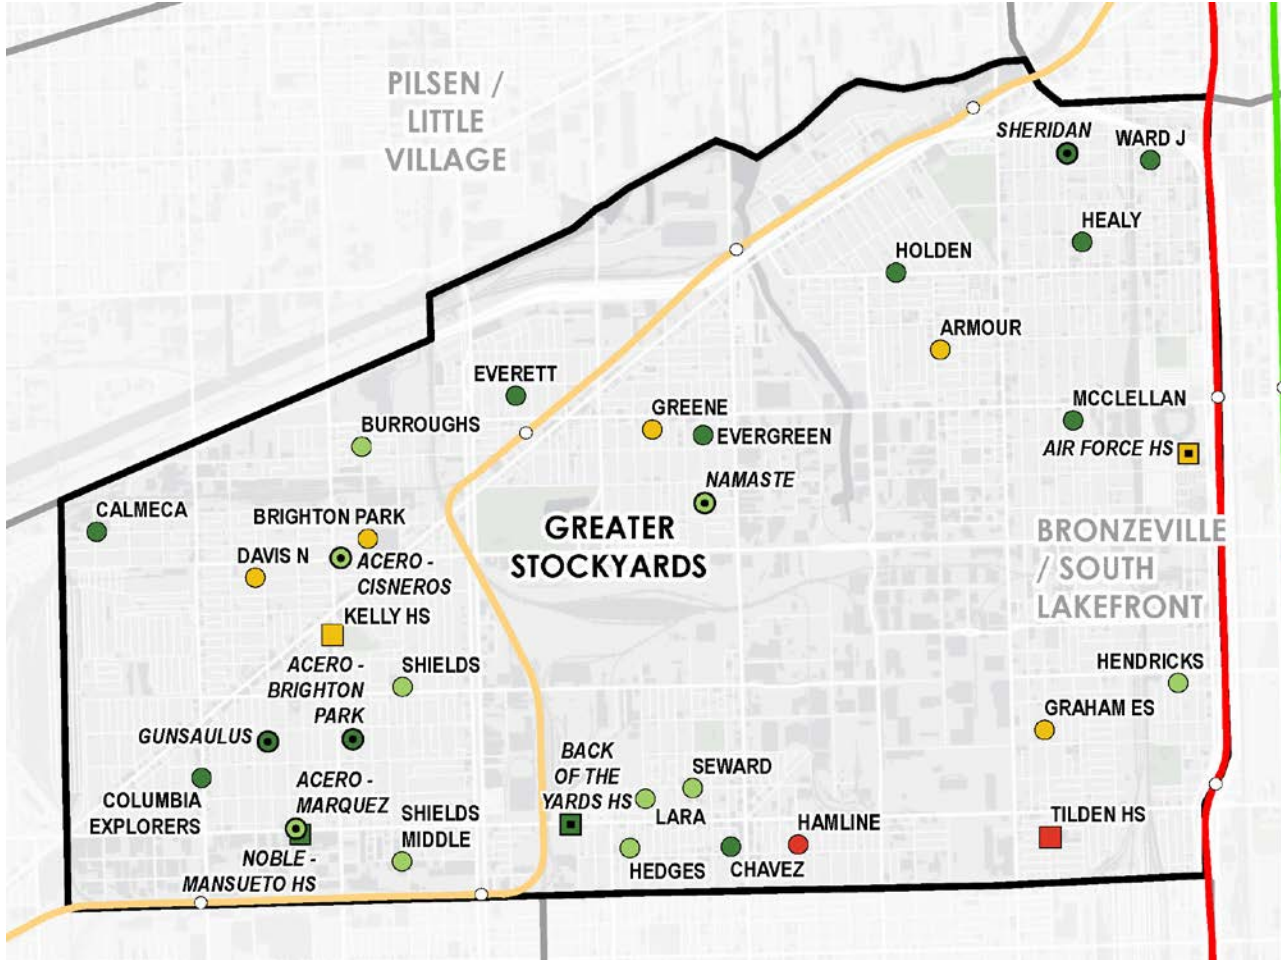 PILSEN /
LITTLE
VILLAGE
SHERIDAN
WARD J
HEALY
HOLDEN
ARMOUR
EVERETT
MCCLELLAN
GREENE
BURROUGHS
EVERGREEN
AIR FORCE HS
NAMASTE
CALMECA
BRIGHTON PARK
GREATER
STOCKYARDS
BRONZEVILLE
/ SOUTH
LAKEFRONT
DAVIS N
ACERO -
CISNEROS
KELLY HS
ACERO -
BRIGHTON
PARK
SHIELDS
HENDRICKS
GRAHAM ES
GUNSAULUS
BACK
OF THE
YARDS HS
SEWARD
ACERO -
MARQUEZ
COLUMBIA
EXPLORERS
SHIELDS
MIDDLE
LARA
HAMLINE
TILDEN HS
NOBLE -
MANSUETO HS
HEDGES
CHAVEZ